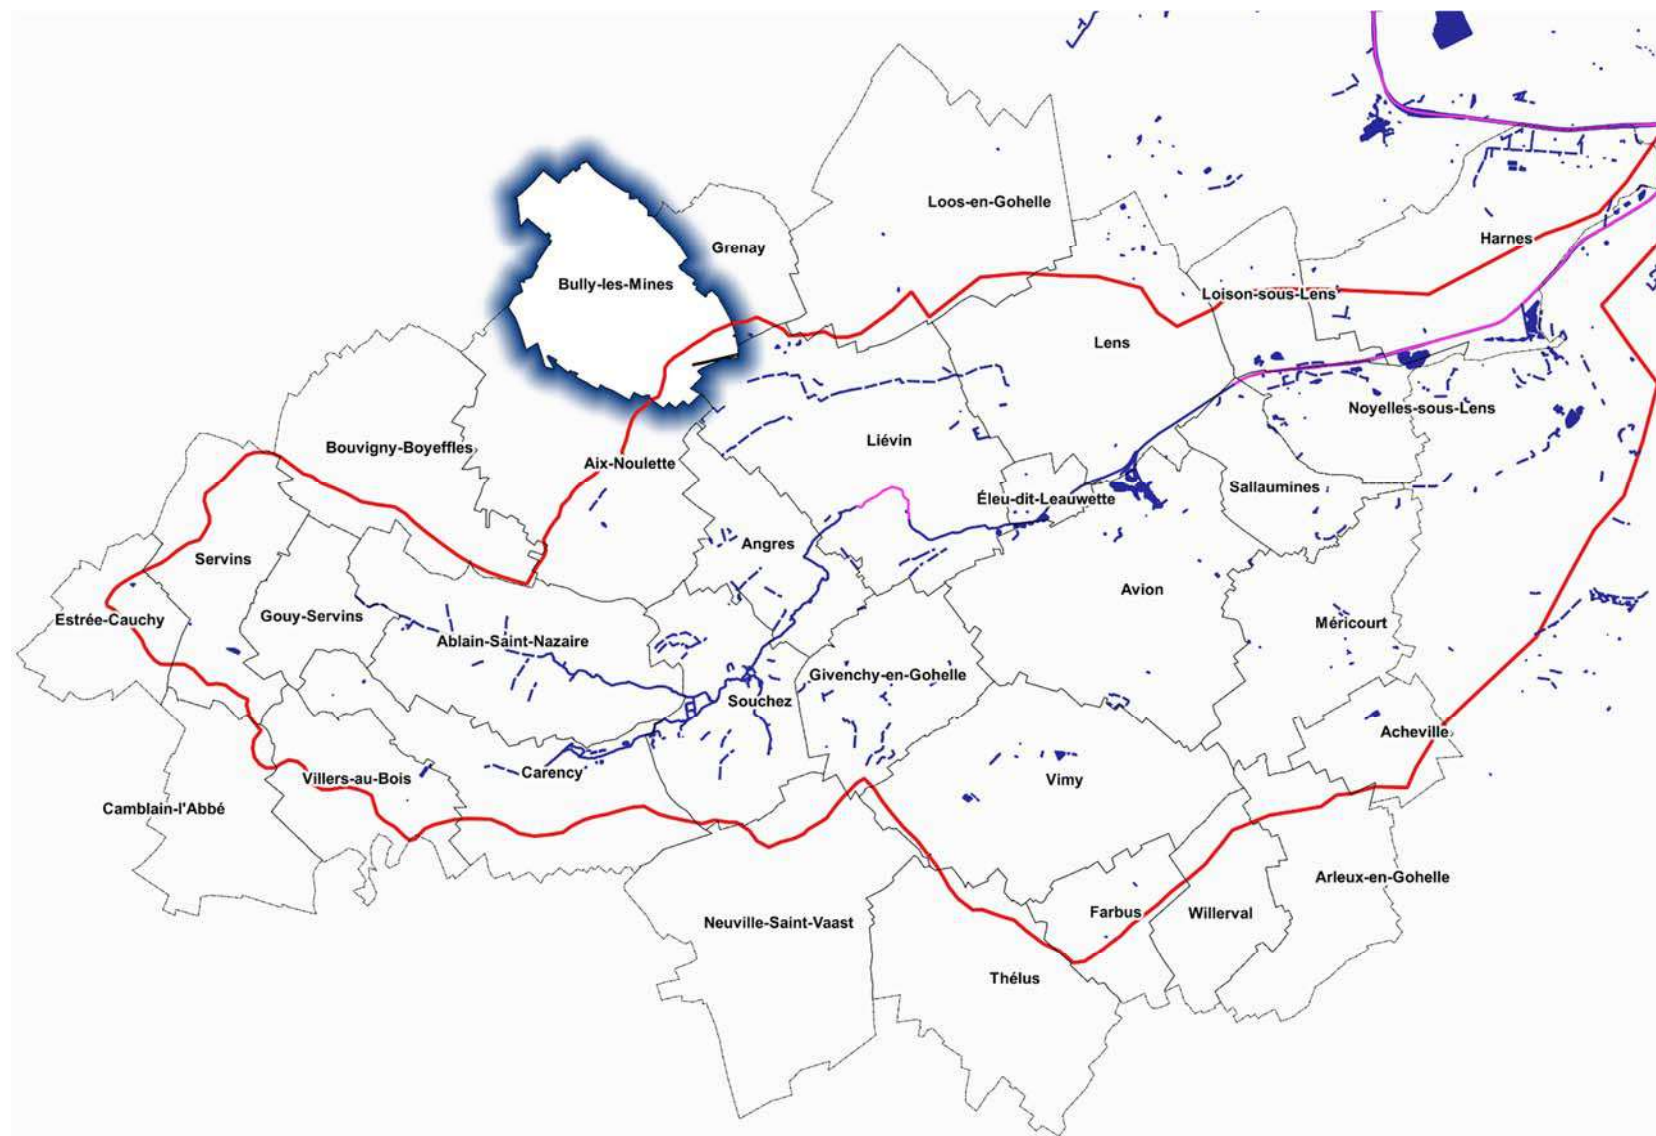 Loos-en-Gohelle
Grenay
Harnes
Bully-les-Mines
Loison-sous-Lens
Lens
Noyelles-sous-Lens
Liévin
Bouvigny-Boyeffles
Aix-Noulette
Sallaumines
Éleu-dit-Leauwette
Angres
Servins
Avion
Gouy-Servins
Estrée-Cauchy
Méricourt
Ablain-Saint-Nazaire
Givenchy-en-Gohelle
Souchez
Acheville
Carency
Villers-au-Bois
Vimy
Camblain-l'Abbé
Arleux-en-Gohelle
Farbus
Willerval
Neuville-Saint-Vaast
Thélus